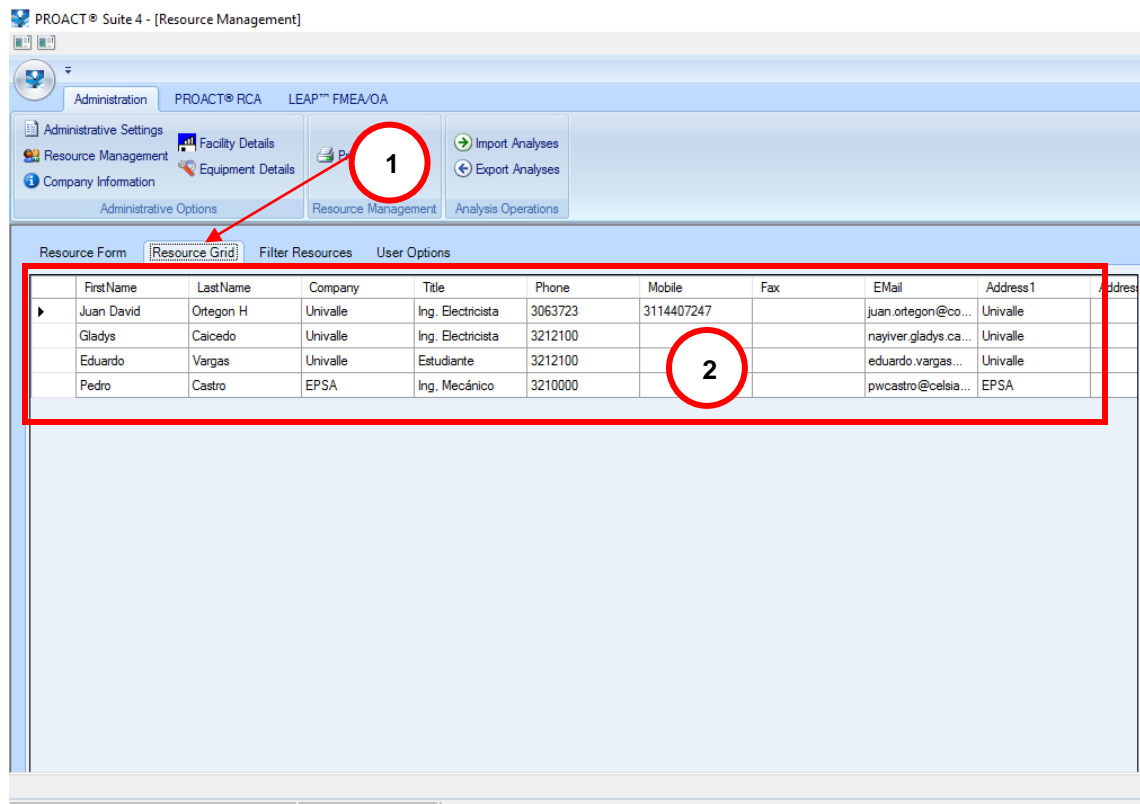 PROACT® Suite 4 - [Resource Management]
Administration PROACT® RCA LEAP™ FMEA/OA
Administrative Settings
Resource Management
Company Information
Facility Details
Equipment Details
Administrative Options
Resource Management
Import Analyses
Export Analyses
Analysis Operations
1
Resource Form Resource Grid Filter Resources User Options
FirstName LastName Company Title Phone Mobile Fax EMail Address1 Address
Juan David Ortegon H Univalle Ing. Electricista 3063723 3114407247 juan.ortegon@co... Univalle
Gladys Caicedo Univalle Ing. Electricista 3212100 nayiver.gladys.ca... Univalle
Eduardo Vargas Univalle Estudiante 3212100 eduardo.vargas... Univalle
Pedro Castro EPSA Ing, Mecánico 3210000 pwcastro@celsia... EPSA
2